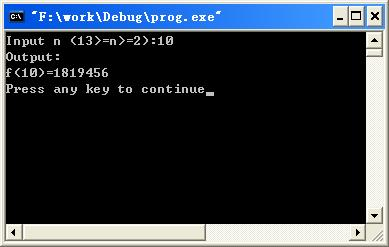 "F:\work\Debug\prog.exe"
Input n (13>=n>=2):10
Output:
f(10)=1819456
Press any key to continue